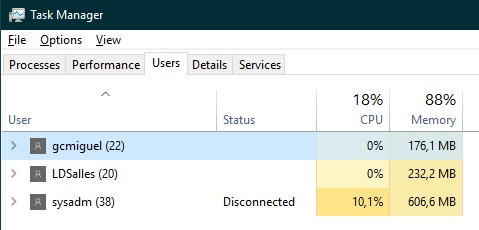 Task Manager
File Options View
Processes Performance Users Details Services
18% 88%
User Status CPU Memory
gcmiguel (22) 0% 176,1 MB
LDSalles (20) 0% 232,2 MB
sysadm (38) Disconnected 10,1% 606,6 MB